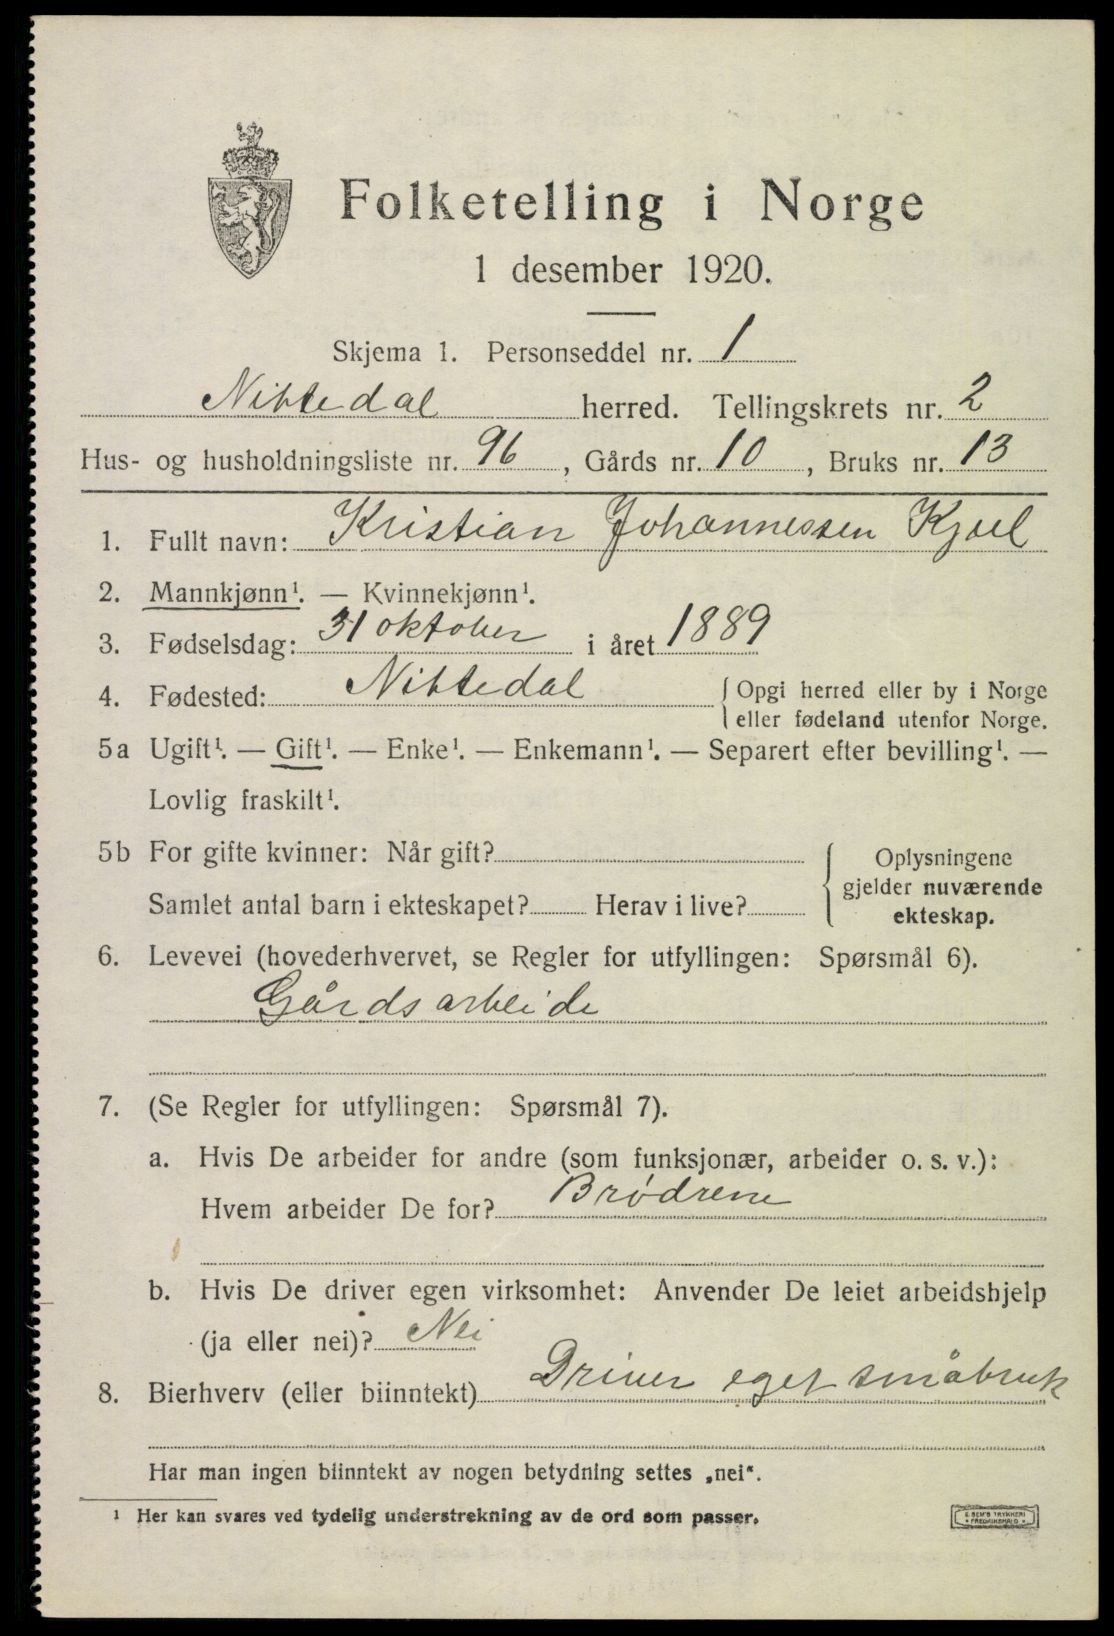 Folketelling i Norge
1 desember 1920.
Skjema 1. Personseddel nr. 1
Nittedal herred. Tellingskrets nr. 2
Hus- og husholdningsliste nr. 96, Gårds nr. 10, Bruks nr. 13
1. Fullt navn: Kristian Johannessen Kjul
2. Mannkjønn¹. — Kvinnekjønn¹.
3. Fødselsdag: 31 oktober i året 1889
4. Fødested: Nittedal { Opgi herred eller by i Norge
eller fødeland utenfor Norge.
5a Ugift¹. — Gift¹. — Enke¹. — Enkemann¹. — Separert efter bevilling¹. —
Lovlig fraskilt¹.
5b For gifte kvinner: Når gift?
Samlet antal barn i ekteskapet? Herav i live?
{ Oplysningene
gjelder nuværende
ekteskap.
6. Levevei (hovederhvervet, se Regler for utfyllingen: Spørsmål 6).
Gårdsarbeide
7. (Se Regler for utfyllingen: Spørsmål 7).
a. Hvis De arbeider for andre (som funksjonær, arbeider o. s. v.):
Hvem arbeider De for? Brødrene
b. Hvis De driver egen virksomhet: Anvender De leiet arbeidshjelp
(ja eller nei)? Nei
8. Bierhverv (eller biinntekt) Driver eget småbruk
Har man ingen biinntekt av nogen betydning settes „nei“.
¹ Her kan svares ved tydelig understrekning av de ord som passer.
E. SEM'S TRYKKERI
FREDRIKSHALD